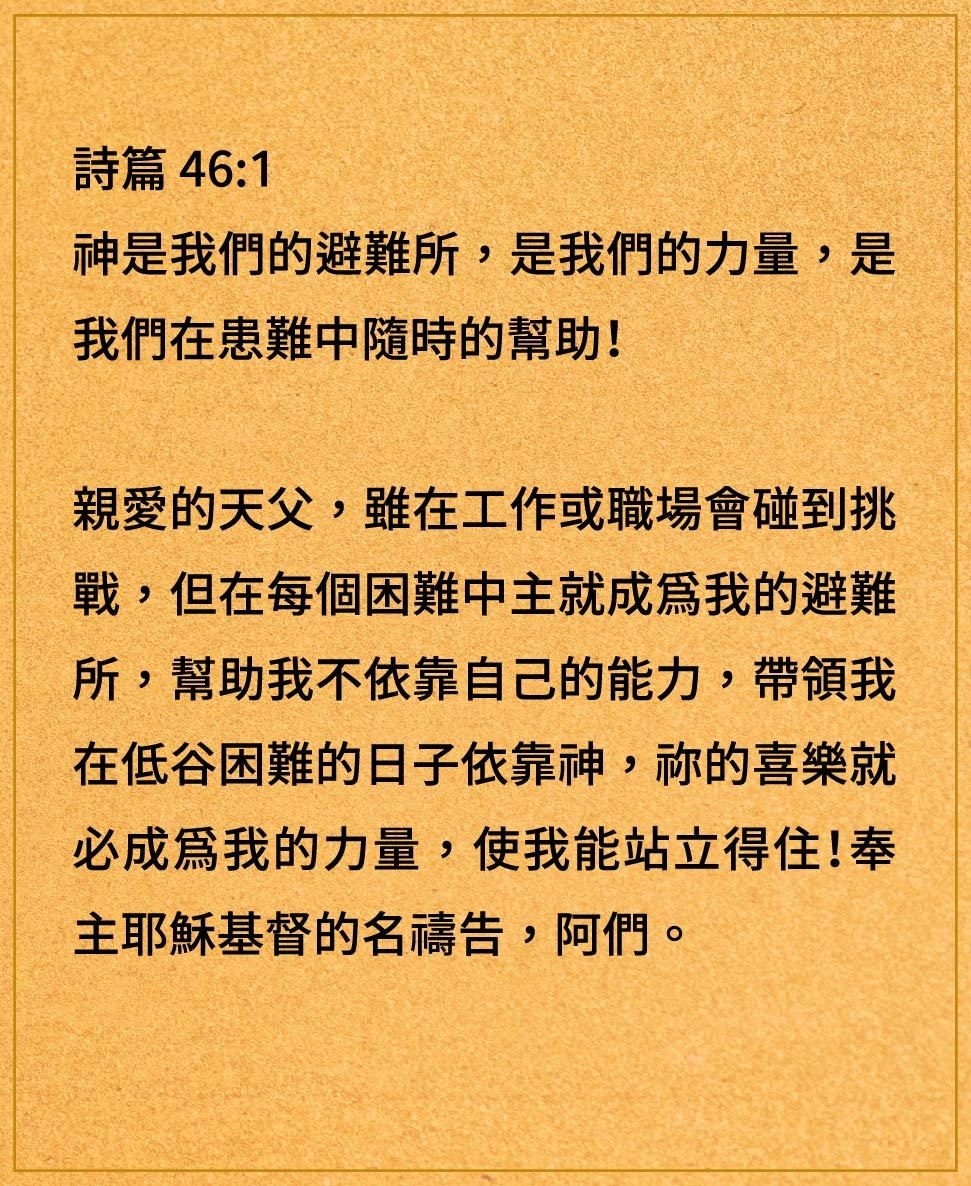 詩篇 46:1
神是我們的避難所，是我們的力量，是
我們在患難中隨時的幫助！
親愛的天父，雖在工作或職場會碰到挑
戰，但在每個困難中主就成爲我的避難
所，幫助我不依靠自己的能力，帶領我
在低谷困難的日子依靠神，祢的喜樂就
必成爲我的力量，使我能站立得住！奉
主耶穌基督的名禱告，阿們。